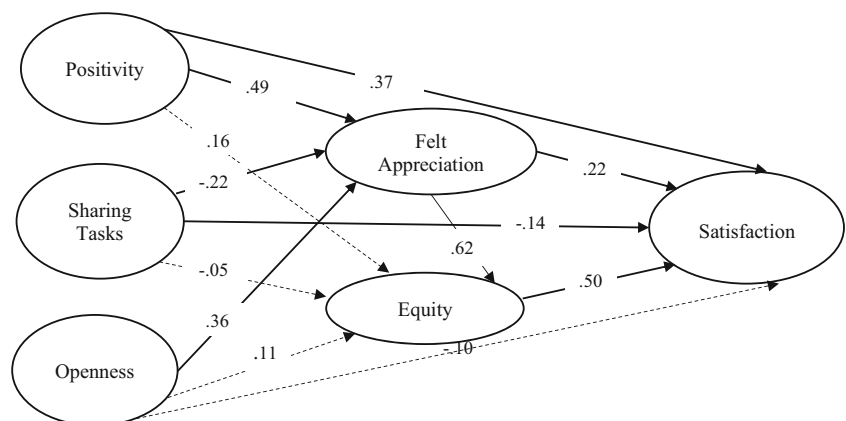 Positivity
.37
.49
.16
Felt
Appreciation
.22
-.22
Sharing
Tasks
-.14
Satisfaction
.62
-.05
.50
Equity
.36
-.10
.11
Openness